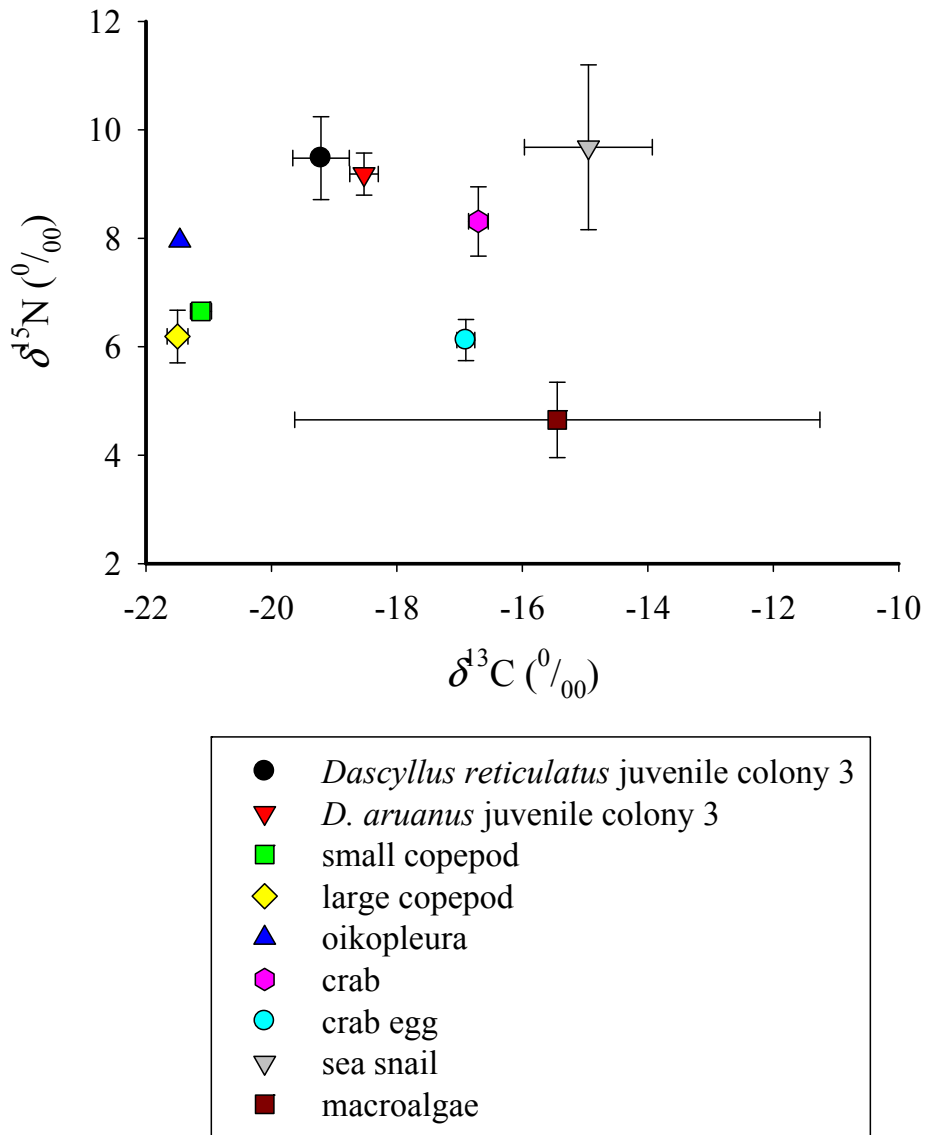 12
10
8
6
4
2
δ¹⁵N (⁰/₀₀)
-22 -20 -18 -16 -14 -12 -10
δ¹³C (⁰/₀₀)
Dascyllus reticulatus juvenile colony 3
D. aruanus juvenile colony 3
small copepod
large copepod
oikopleura
crab
crab egg
sea snail
macroalgae